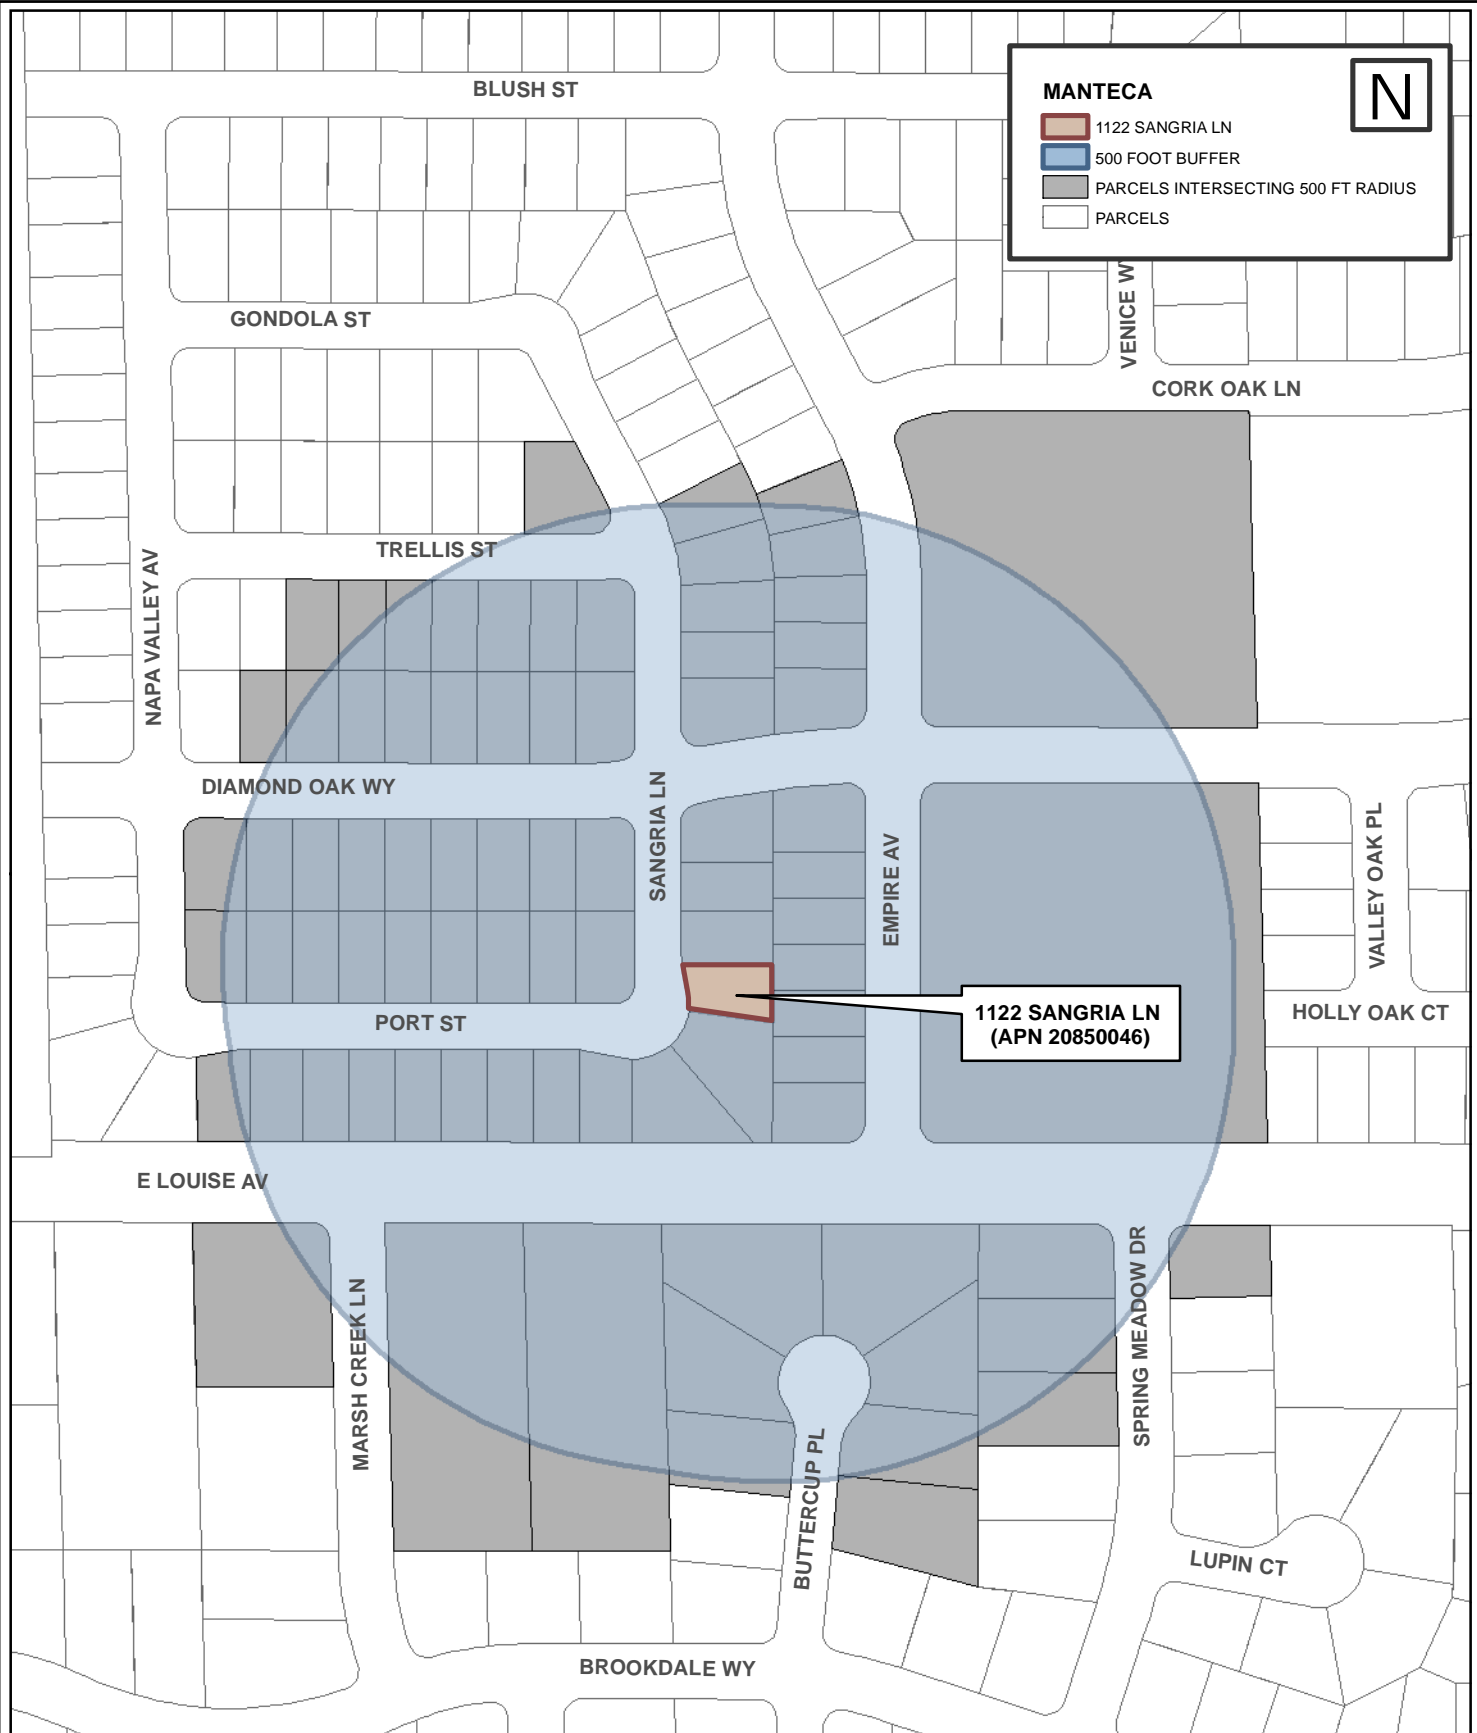 BLUSH ST
N
MANTECA
1122 SANGRIA LN
500 FOOT BUFFER
PARCELS INTERSECTING 500 FT RADIUS
PARCELS
GONDOLA ST
VENICE W
CORK OAK LN
TRELLIS ST
NAPA VALLEY AV
DIAMOND OAK WY
SANGRIA LN
EMPIRE AV
VALLEY OAK PL
PORT ST
1122 SANGRIA LN
(APN 20850046)
HOLLY OAK CT
E LOUISE AV
MARSH CREEK LN
SPRING MEADOW DR
BUTTERCUP PL
LUPIN CT
BROOKDALE WY